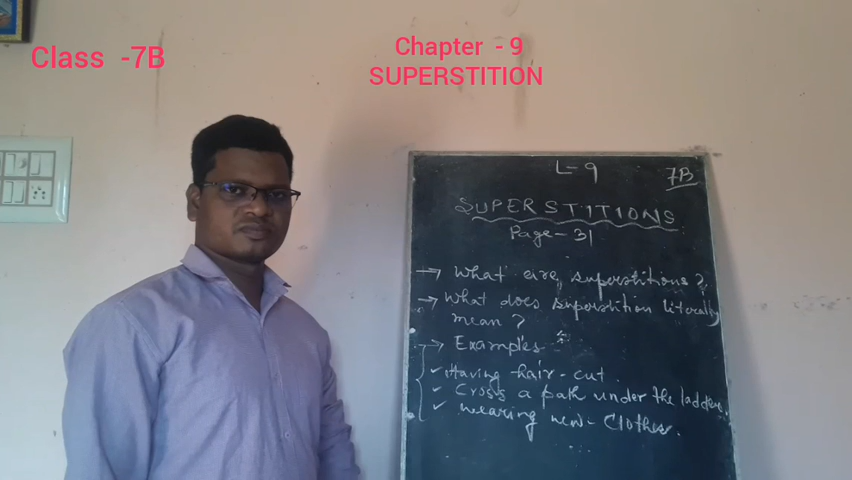 Class -7B
Chapter - 9
SUPERSTITION
L-9
7B
SUPERSTITIONS
Page-31
→ What are superstitions?
→ What does superstition literally
mean?
→ Examples :-
✓ Having hair-cut.
✓ Cross a path under the ladders.
✓ wearing new-clothes.